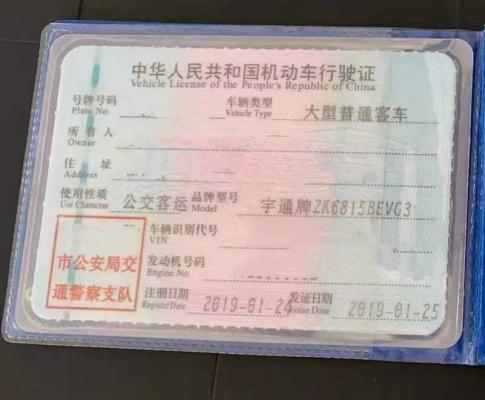 中华人民共和国机动车行驶证
Vehicle License of the People's Republic of China
号牌号码 车辆类型 大型普通客车
Plate No. Vehicle Type
所有人
Owner
住址
Address
使用性质 公交客运 品牌型号 宇通牌ZK6815BEVG3
Use Character Model
车辆识别代号
VIN
市公安局交
通警察支队
发动机号码
Engine No.
注册日期 2019-01-24 发证日期 2019-01-25
Register Date Issue Date